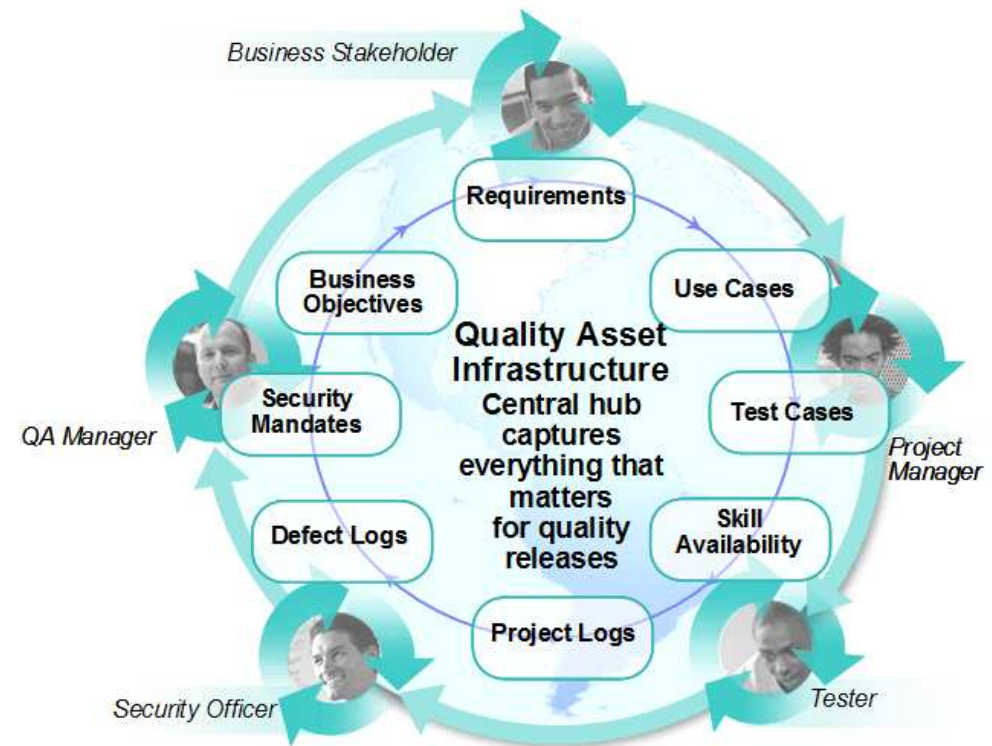 Business Stakeholder
Requirements
Business
Objectives
Use Cases
Quality Asset
Infrastructure
Central hub
captures
everything that
matters
for quality
releases
Security
Mandates
Test Cases
QA Manager
Project
Manager
Defect Logs
Skill
Availability
Project Logs
Security Officer
Tester